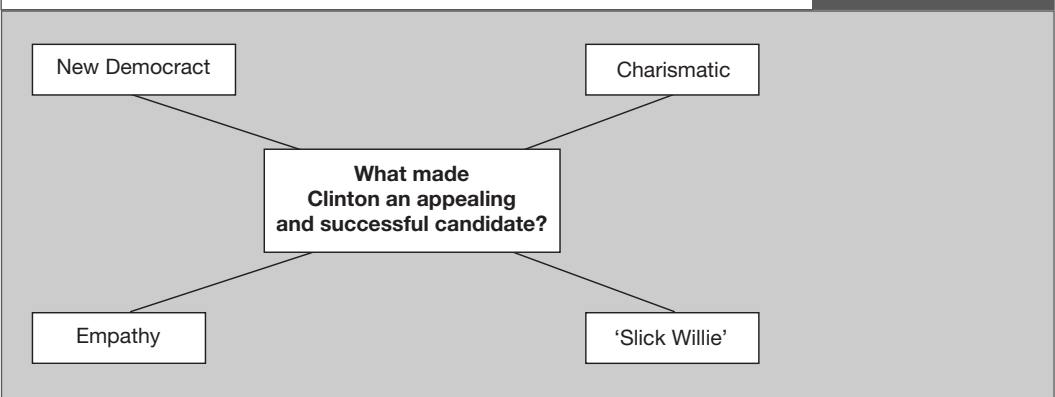 New Democract
Charismatic
What made
Clinton an appealing
and successful candidate?
Empathy
‘Slick Willie’